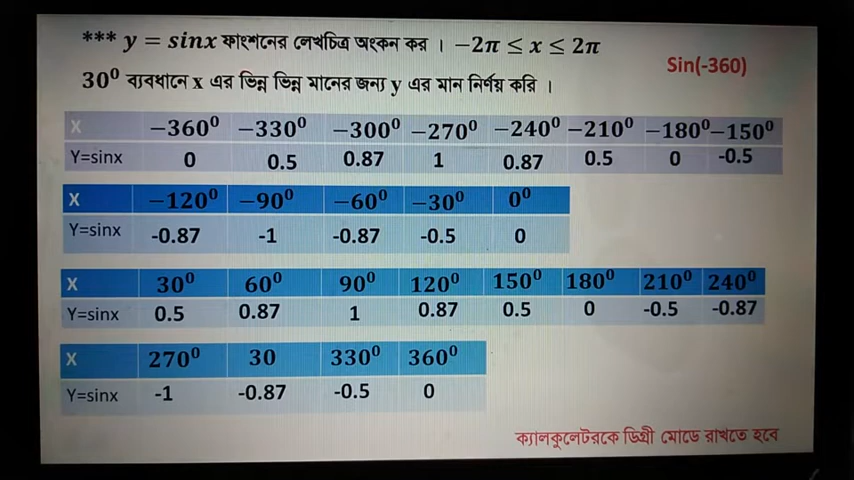 *** y = sinx ফাংশনের লেখচিত্র অংকন কর । −2π ≤ x ≤ 2π
Sin(-360)
30⁰ ব্যবধানে x এর ভিন্ন ভিন্ন মানের জন্য y এর মান নির্ণয় করি ।
X −360⁰ −330⁰ −300⁰ −270⁰ −240⁰ −210⁰ −180⁰ −150⁰
Y=sinx 0 0.5 0.87 1 0.87 0.5 0 -0.5
X −120⁰ −90⁰ −60⁰ −30⁰ 0⁰
Y=sinx -0.87 -1 -0.87 -0.5 0
X 30⁰ 60⁰ 90⁰ 120⁰ 150⁰ 180⁰ 210⁰ 240⁰
Y=sinx 0.5 0.87 1 0.87 0.5 0 -0.5 -0.87
X 270⁰ 30 330⁰ 360⁰
Y=sinx -1 -0.87 -0.5 0
ক্যালকুলেটরকে ডিগ্রী মোডে রাখতে হবে